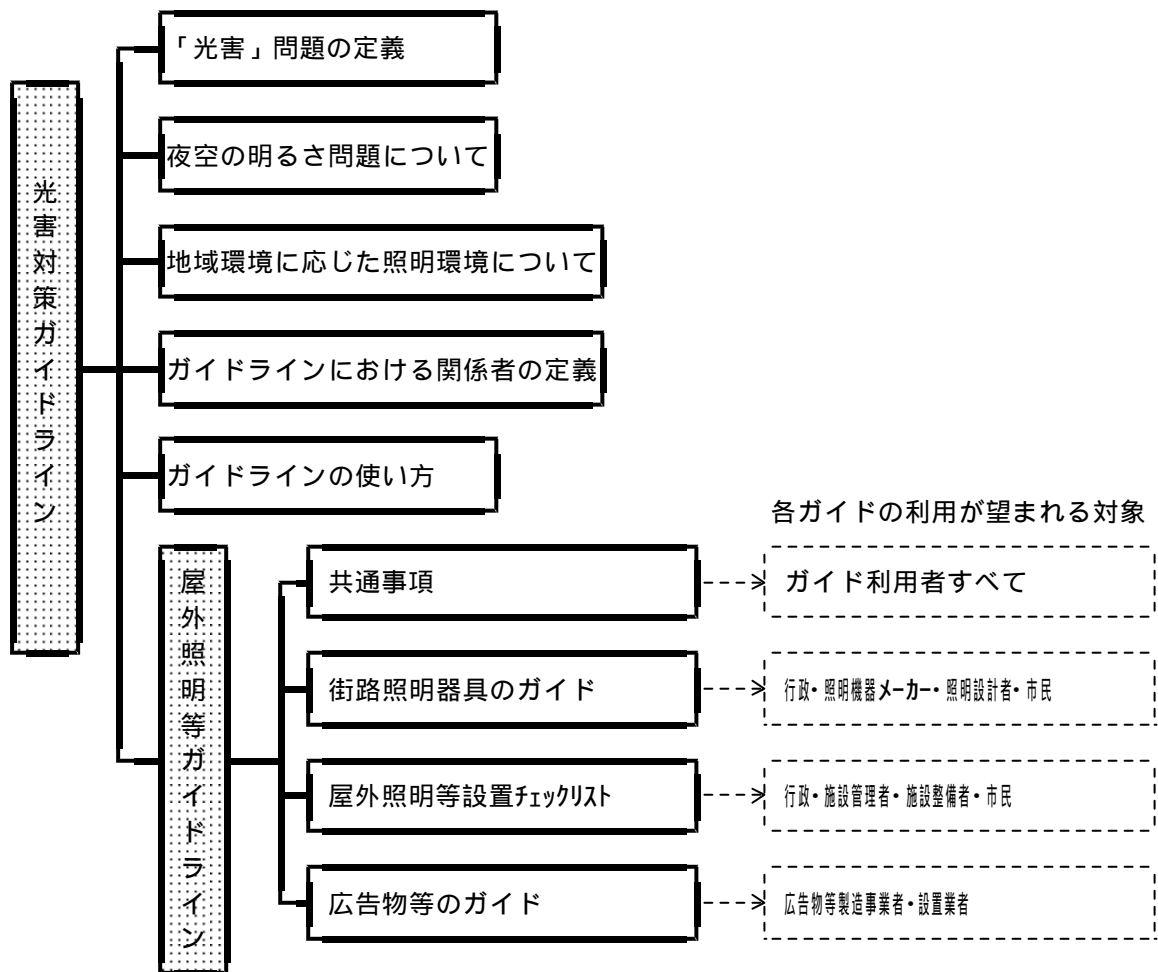 光害対策ガイドライン
「光害」問題の定義
夜空の明るさ問題について
地域環境に応じた照明環境について
ガイドラインにおける関係者の定義
ガイドラインの使い方
屋外照明等ガイドライン
各ガイドの利用が望まれる対象
共通事項
ガイド利用者すべて
街路照明器具のガイド
行政・照明機器メーカー・照明設計者・市民
屋外照明等設置チェックリスト
行政・施設管理者・施設整備者・市民
広告物等のガイド
広告物等製造事業者・設置業者